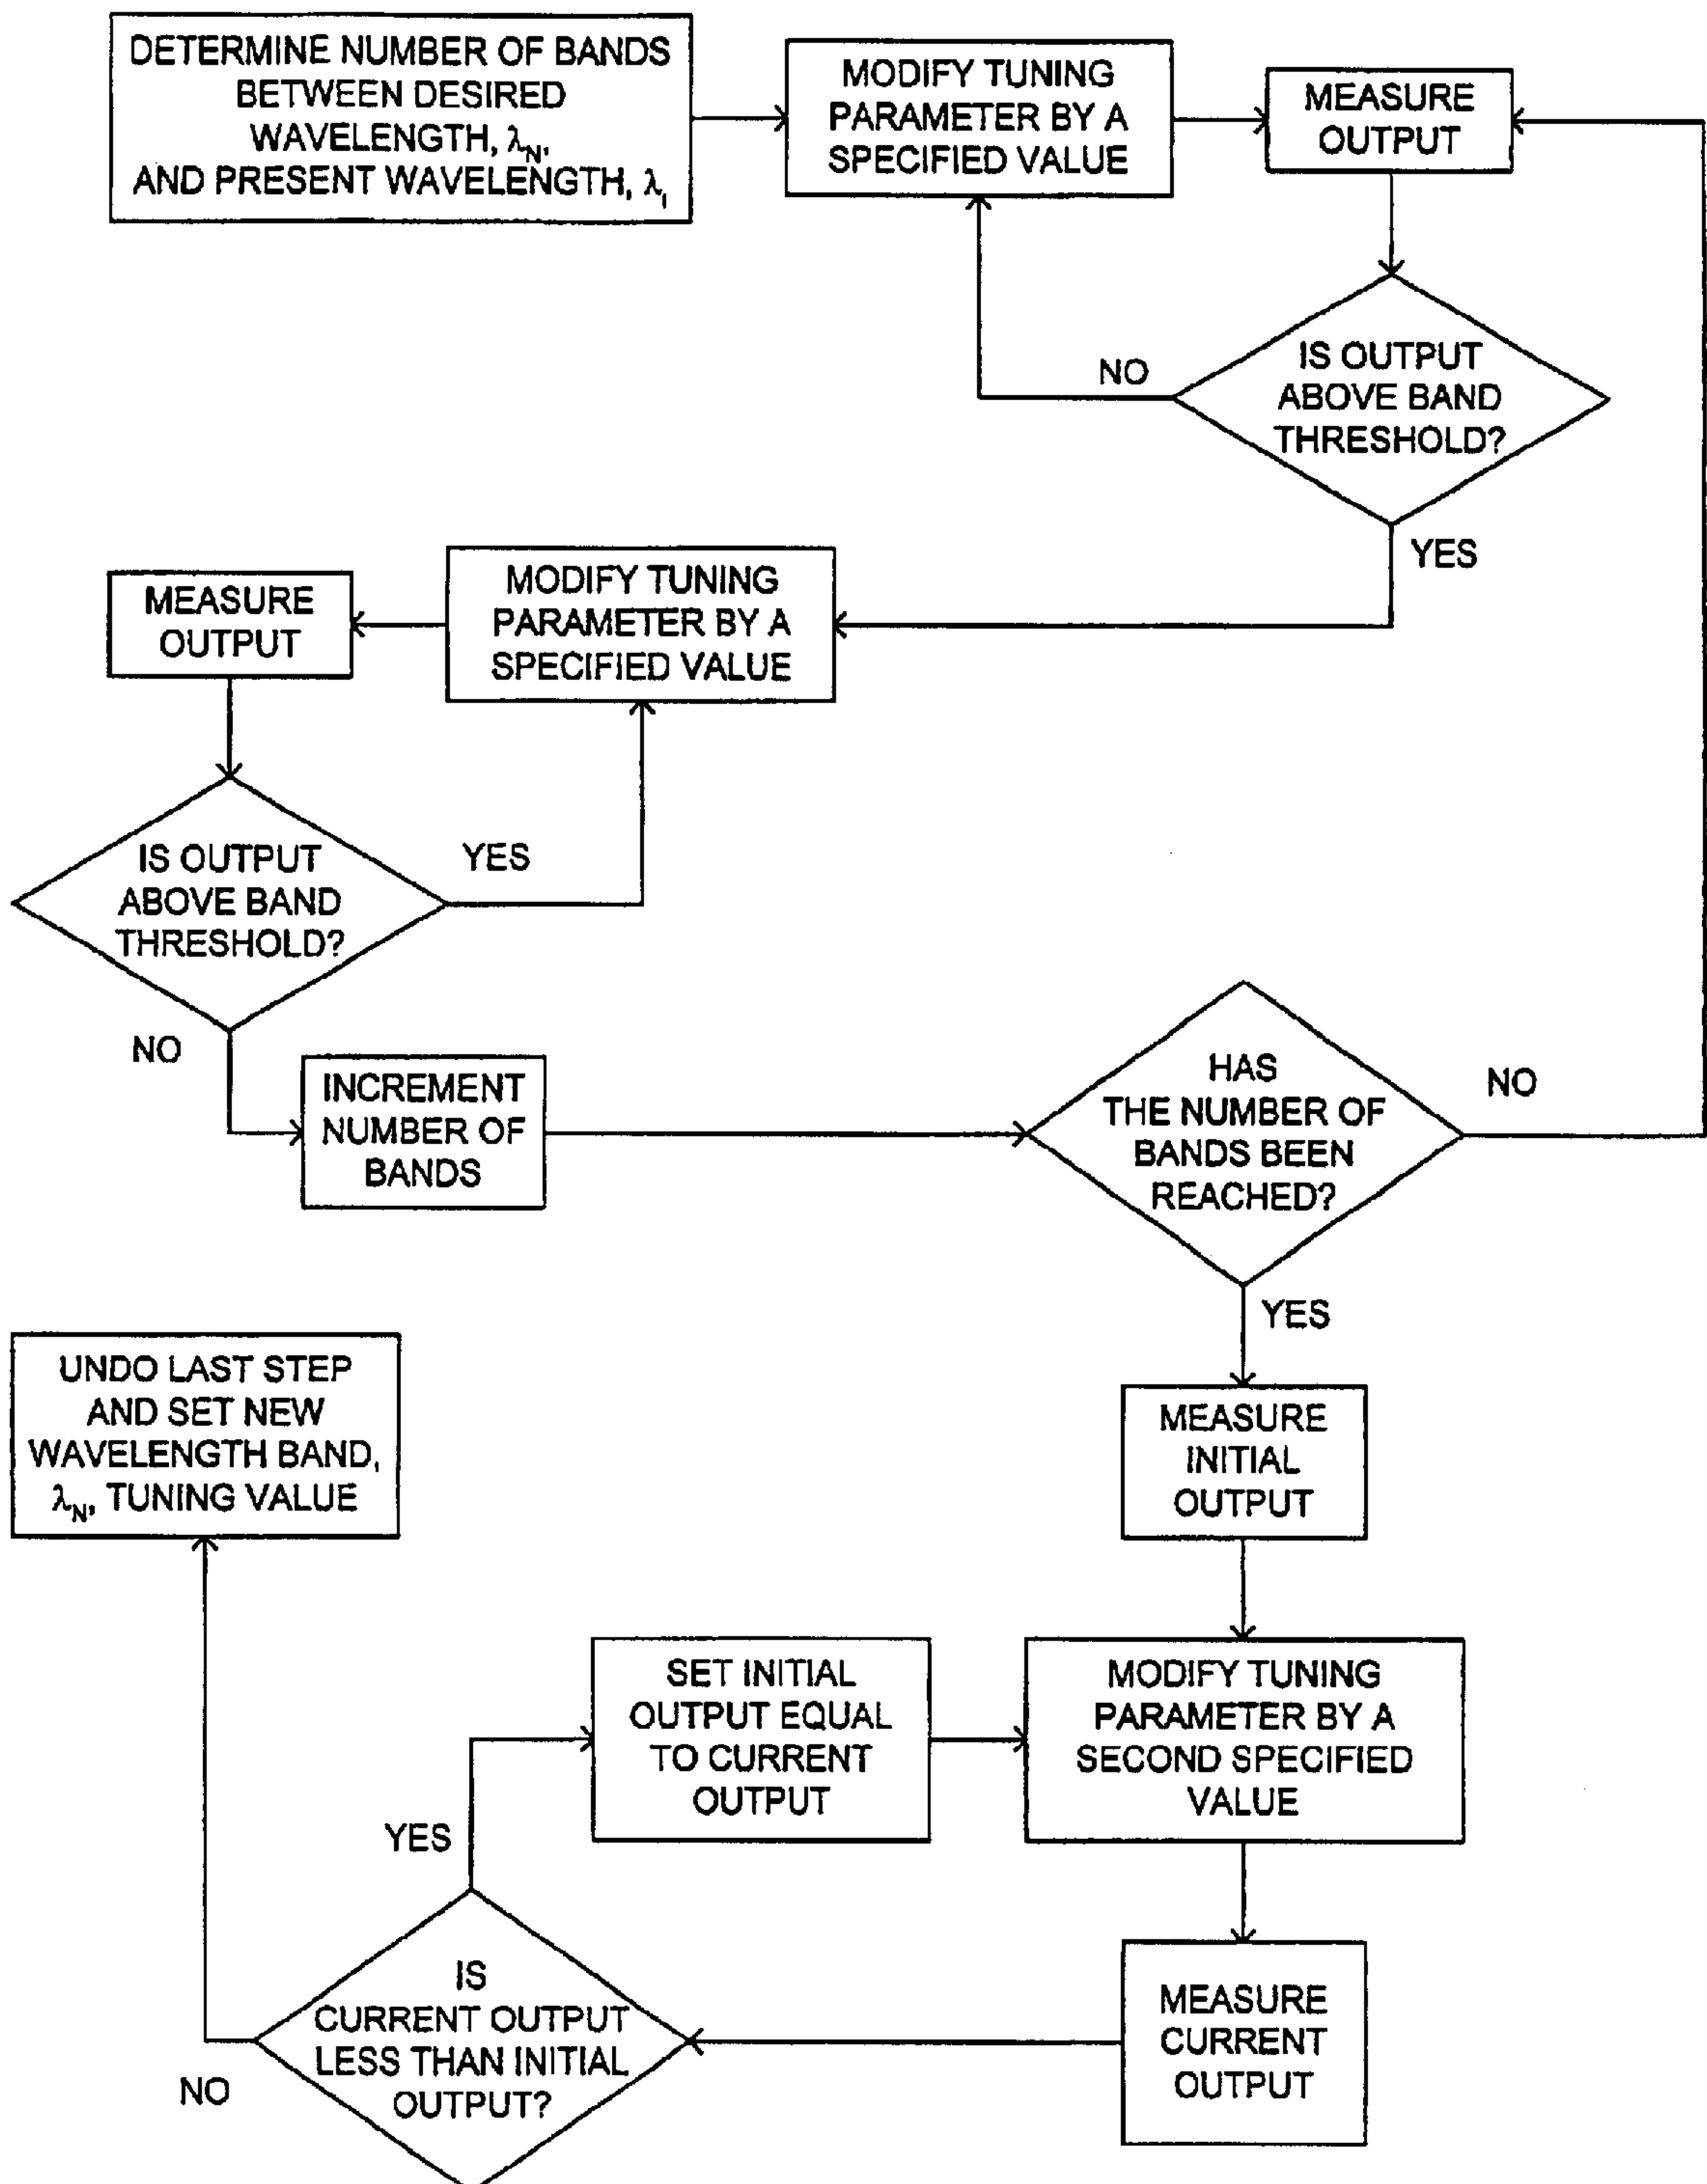 DETERMINE NUMBER OF BANDS
BETWEEN DESIRED
WAVELENGTH, λN,
AND PRESENT WAVELENGTH, λI
MODIFY TUNING
PARAMETER BY A
SPECIFIED VALUE
MEASURE
OUTPUT
IS OUTPUT
ABOVE BAND
THRESHOLD?
NO
YES
MODIFY TUNING
PARAMETER BY A
SPECIFIED VALUE
MEASURE
OUTPUT
IS OUTPUT
ABOVE BAND
THRESHOLD?
YES
NO
INCREMENT
NUMBER OF
BANDS
HAS
THE NUMBER OF
BANDS BEEN
REACHED?
NO
YES
MEASURE
INITIAL
OUTPUT
MODIFY TUNING
PARAMETER BY A
SECOND SPECIFIED
VALUE
MEASURE
CURRENT
OUTPUT
IS
CURRENT OUTPUT
LESS THAN INITIAL
OUTPUT?
YES
SET INITIAL
OUTPUT EQUAL
TO CURRENT
OUTPUT
NO
UNDO LAST STEP
AND SET NEW
WAVELENGTH BAND,
λN, TUNING VALUE